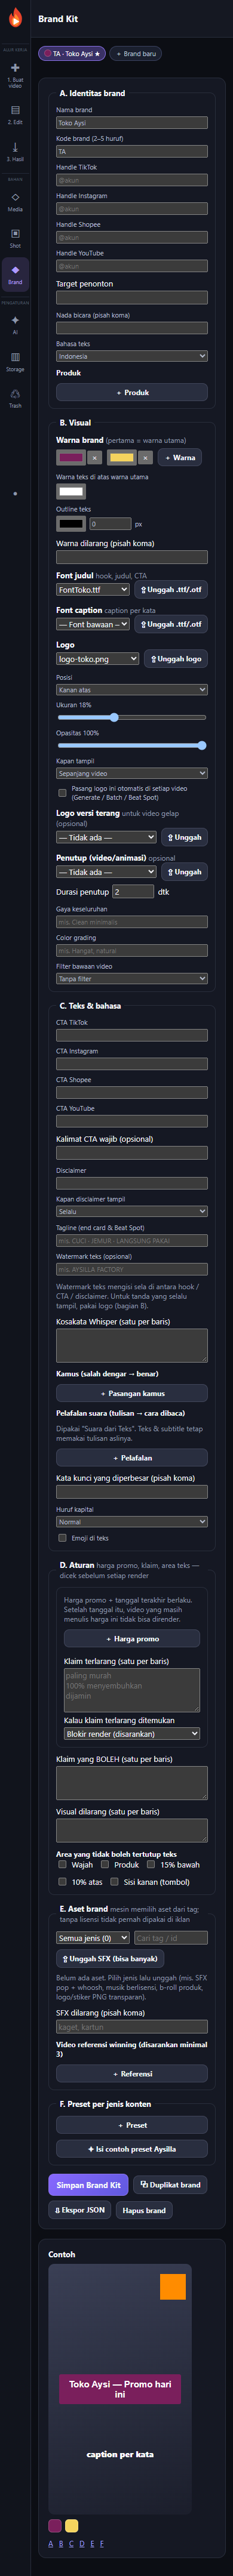 Brand Kit
ALUR KERJA
1. Buat video
2. Edit
3. Hasil
BAHAN
Media
Shot
Brand
PENGATURAN
AI
Storage
Trash
TA · Toko Aysi ★
+ Brand baru
A. Identitas brand
Nama brand
Toko Aysi
Kode brand (2–5 huruf)
TA
Handle TikTok
@akun
Handle Instagram
@akun
Handle Shopee
@akun
Handle YouTube
@akun
Target penonton
Nada bicara (pisah koma)
Bahasa teks
Indonesia
Produk
+ Produk
B. Visual
Warna brand (pertama = warna utama)
×
×
+ Warna
Warna teks di atas warna utama
Outline teks
0 px
Warna dilarang (pisah koma)
Font judul hook, judul, CTA
FontToko.ttf
⇧ Unggah .ttf/.otf
Font caption caption per kata
— Font bawaan —
⇧ Unggah .ttf/.otf
Logo
logo-toko.png
⇧ Unggah logo
Posisi
Kanan atas
Ukuran 18%
Opasitas 100%
Kapan tampil
Sepanjang video
Pasang logo ini otomatis di setiap video
(Generate / Batch / Beat Spot)
Logo versi terang untuk video gelap
(opsional)
— Tidak ada —
⇧ Unggah
Penutup (video/animasi) opsional
— Tidak ada —
⇧ Unggah
Durasi penutup 2 dtk
Gaya keseluruhan
mis. Clean minimalis
Color grading
mis. Hangat, natural
Filter bawaan video
Tanpa filter
C. Teks & bahasa
CTA TikTok
CTA Instagram
CTA Shopee
CTA YouTube
Kalimat CTA wajib (opsional)
Disclaimer
Kapan disclaimer tampil
Selalu
Tagline (end card & Beat Spot)
mis. CUCI · JEMUR · LANGSUNG PAKAI
Watermark teks (opsional)
mis. AYSILLA FACTORY
Watermark teks mengisi sela di antara hook /
CTA / disclaimer. Untuk tanda yang selalu
tampil, pakai logo (bagian B).
Kosakata Whisper (satu per baris)
Kamus (salah dengar → benar)
+ Pasangan kamus
Pelafalan suara (tulisan → cara dibaca)
Dipakai "Suara dari Teks". Teks & subtitle tetap
memakai tulisan aslinya.
+ Pelafalan
Kata kunci yang diperbesar (pisah koma)
Huruf kapital
Normal
Emoji di teks
D. Aturan harga promo, klaim, area teks —
dicek sebelum setiap render
Harga promo + tanggal terakhir berlaku.
Setelah tanggal itu, video yang masih
menulis harga ini tidak bisa dirender.
+ Harga promo
Klaim terlarang (satu per baris)
paling murah
100% menyembuhkan
dijamin
Kalau klaim terlarang ditemukan
Blokir render (disarankan)
Klaim yang BOLEH (satu per baris)
Visual dilarang (satu per baris)
Area yang tidak boleh tertutup teks
Wajah Produk 15% bawah
10% atas Sisi kanan (tombol)
E. Aset brand mesin memilih aset dari tag;
tanpa lisensi tidak pernah dipakai di iklan
Semua jenis (0)
Cari tag / id
⇧ Unggah SFX (bisa banyak)
Belum ada aset. Pilih jenis lalu unggah (mis. SFX
pop + whoosh, musik berlisensi, b-roll produk,
logo/stiker PNG transparan).
SFX dilarang (pisah koma)
kaget, kartun
Video referensi winning (disarankan minimal
3)
+ Referensi
F. Preset per jenis konten
+ Preset
✦ Isi contoh preset Aysilla
Simpan Brand Kit
⧉ Duplikat brand
⇩ Ekspor JSON
Hapus brand
Contoh
Toko Aysi — Promo hari
ini
caption per kata
A B C D E F